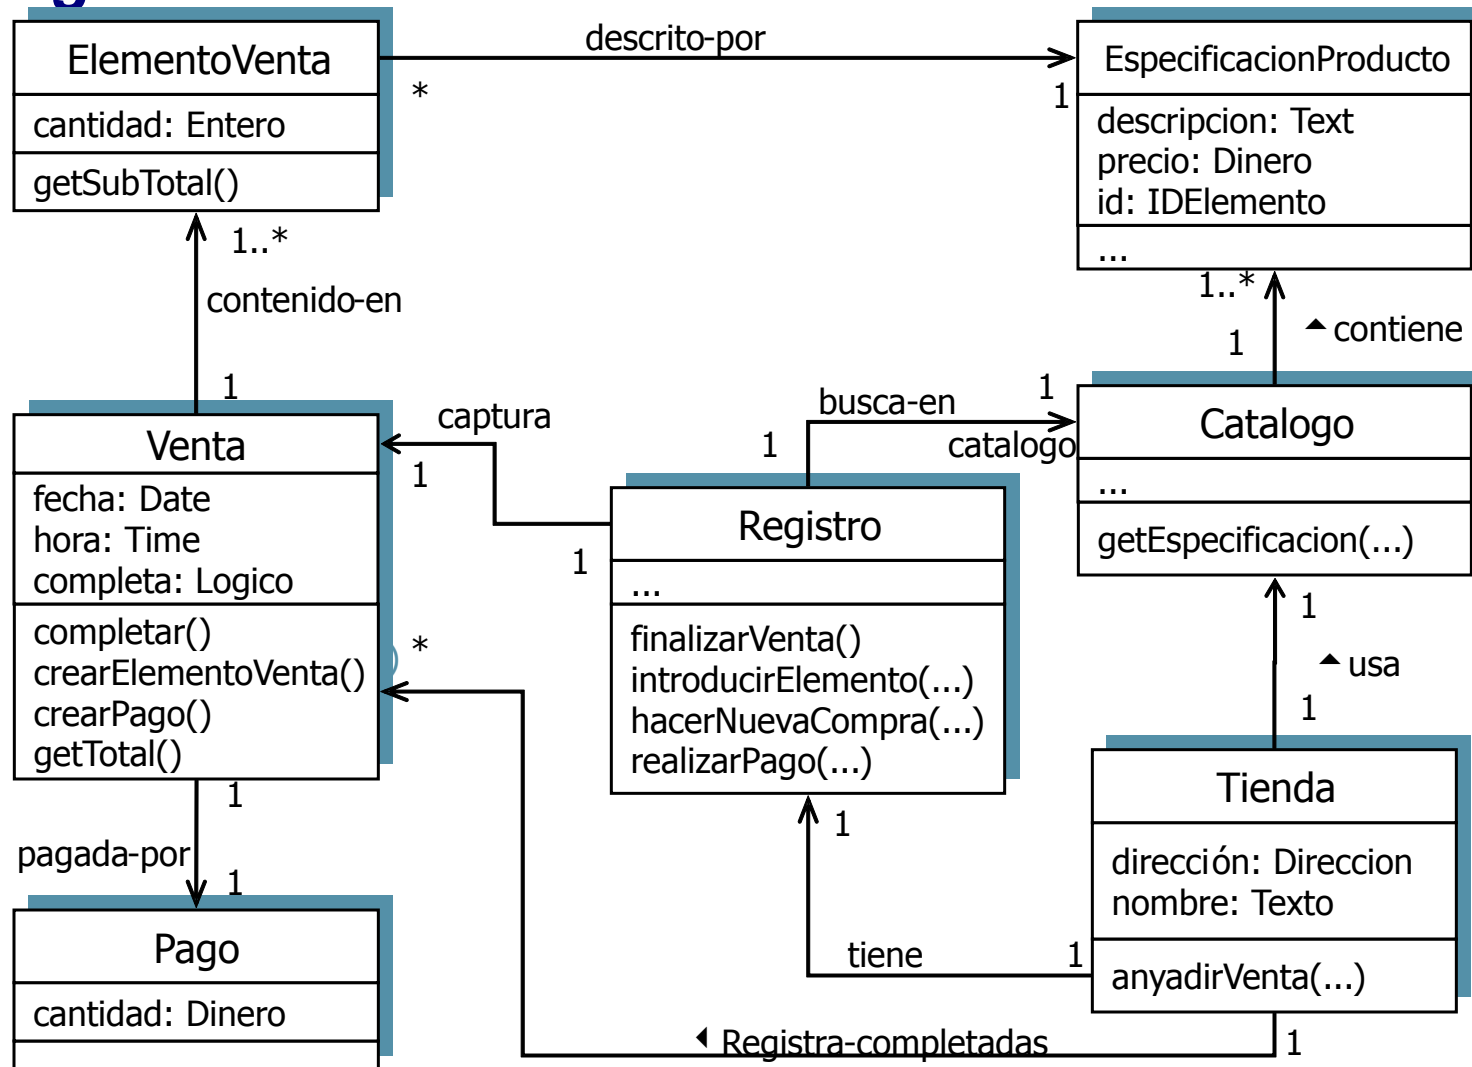 g
ElementoVenta
cantidad: Entero
getSubTotal()
descrito-por
*
1
EspecificacionProducto
descripcion: Text
precio: Dinero
id: IDElemento
...
1..*
contenido-en
1
1..*
contiene
1
Venta
fecha: Date
hora: Time
completa: Logico
completar()
crearElementoVenta()
crearPago()
getTotal()
captura
1
1
busca-en
1
1
catalogo
Catalogo
...
getEspecificacion(...)
Registro
...
finalizarVenta()
introducirElemento(...)
hacerNuevaCompra(...)
realizarPago(...)
*
1
usa
1
1
pagada-por
1
1
tiene
1
Tienda
dirección: Direccion
nombre: Texto
anyadirVenta(...)
Pago
cantidad: Dinero
Registra-completadas
1